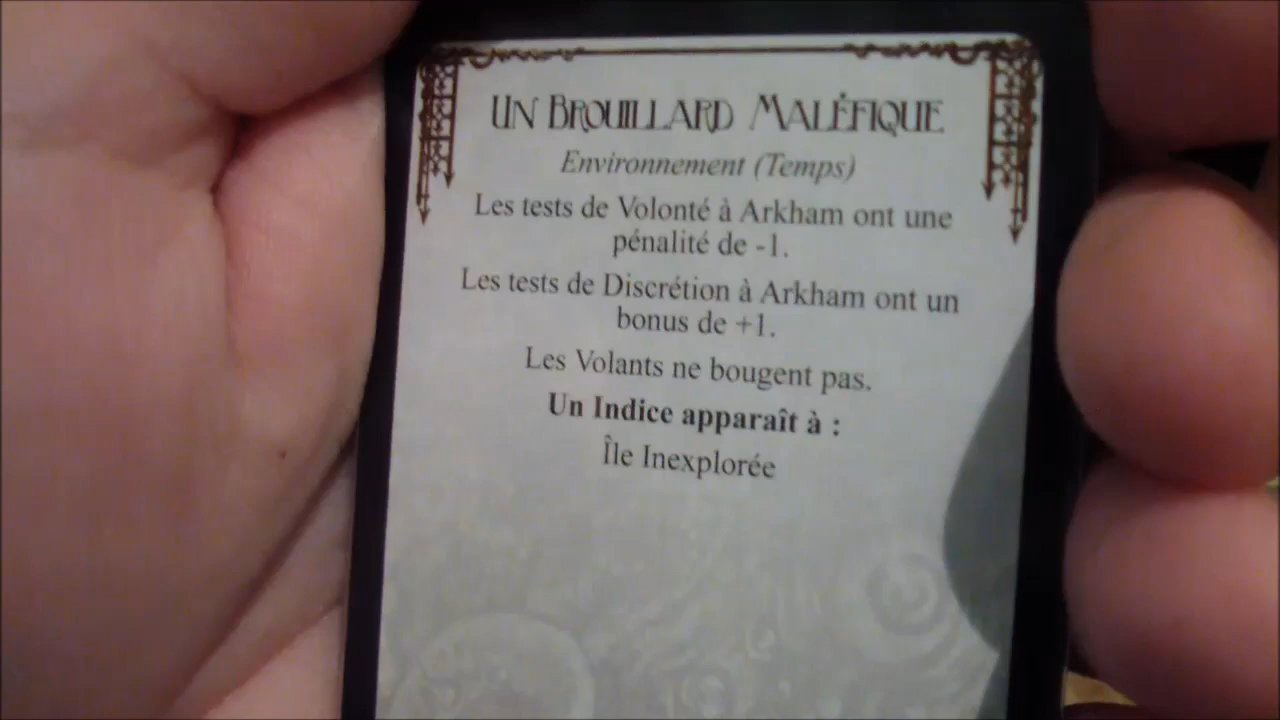 Un Brouillard Maléfique
Environnement (Temps)
Les tests de Volonté à Arkham ont une
pénalité de -1.
Les tests de Discrétion à Arkham ont un
bonus de +1.
Les Volants ne bougent pas.
Un Indice apparaît à :
Île Inexplorée